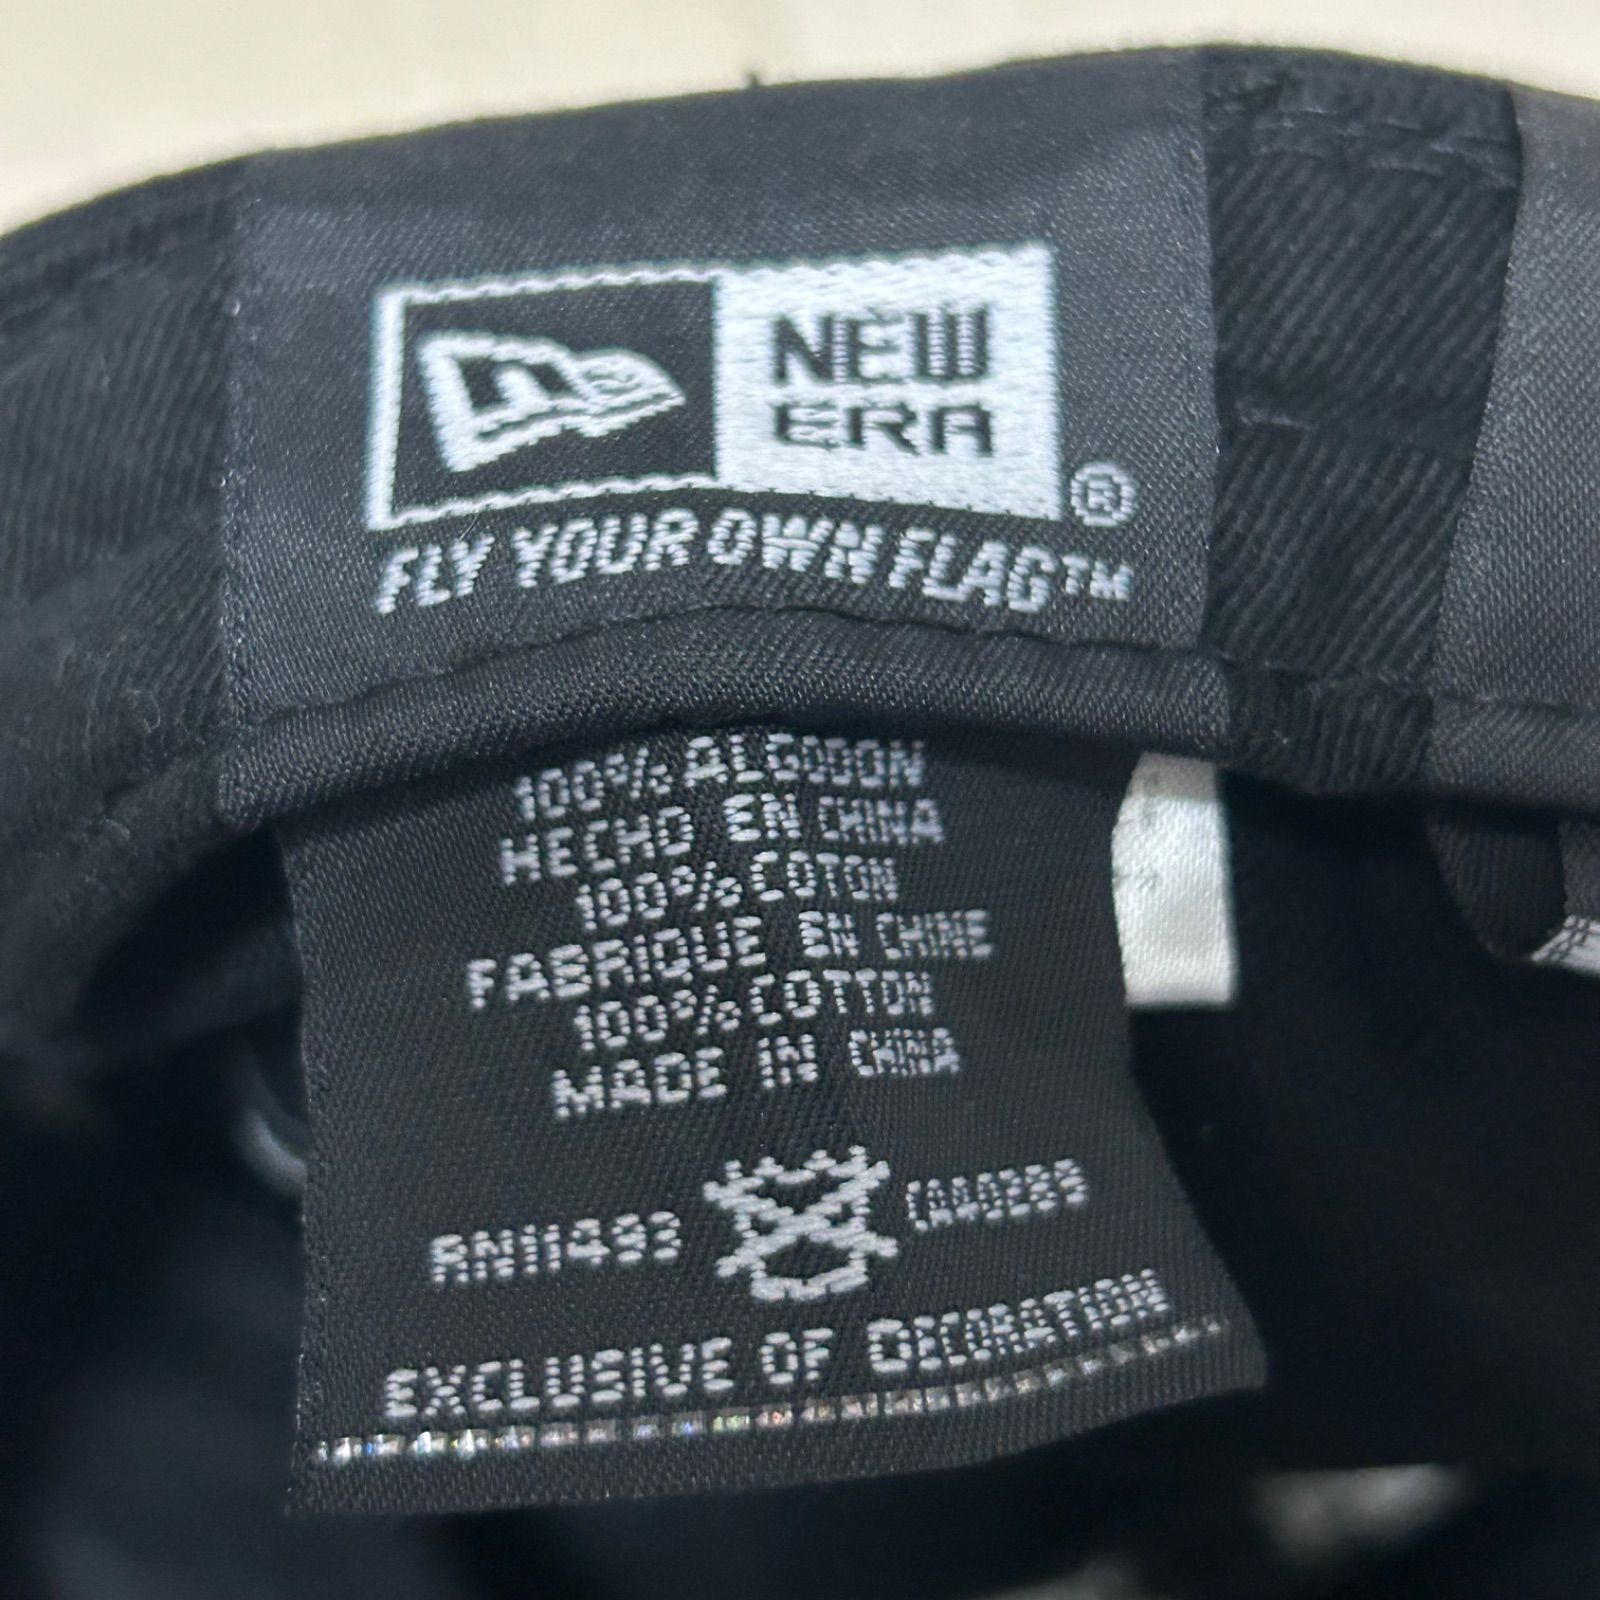 NEW
ERA
®
FLY YOUR OWN FLAG™
100% ALGODON
HECHO EN CHINA
100% COTON
FABRIQUE EN CHINE
100% COTTON
MADE IN CHINA
RN11493 CA00289
EXCLUSIVE OF DECORATION